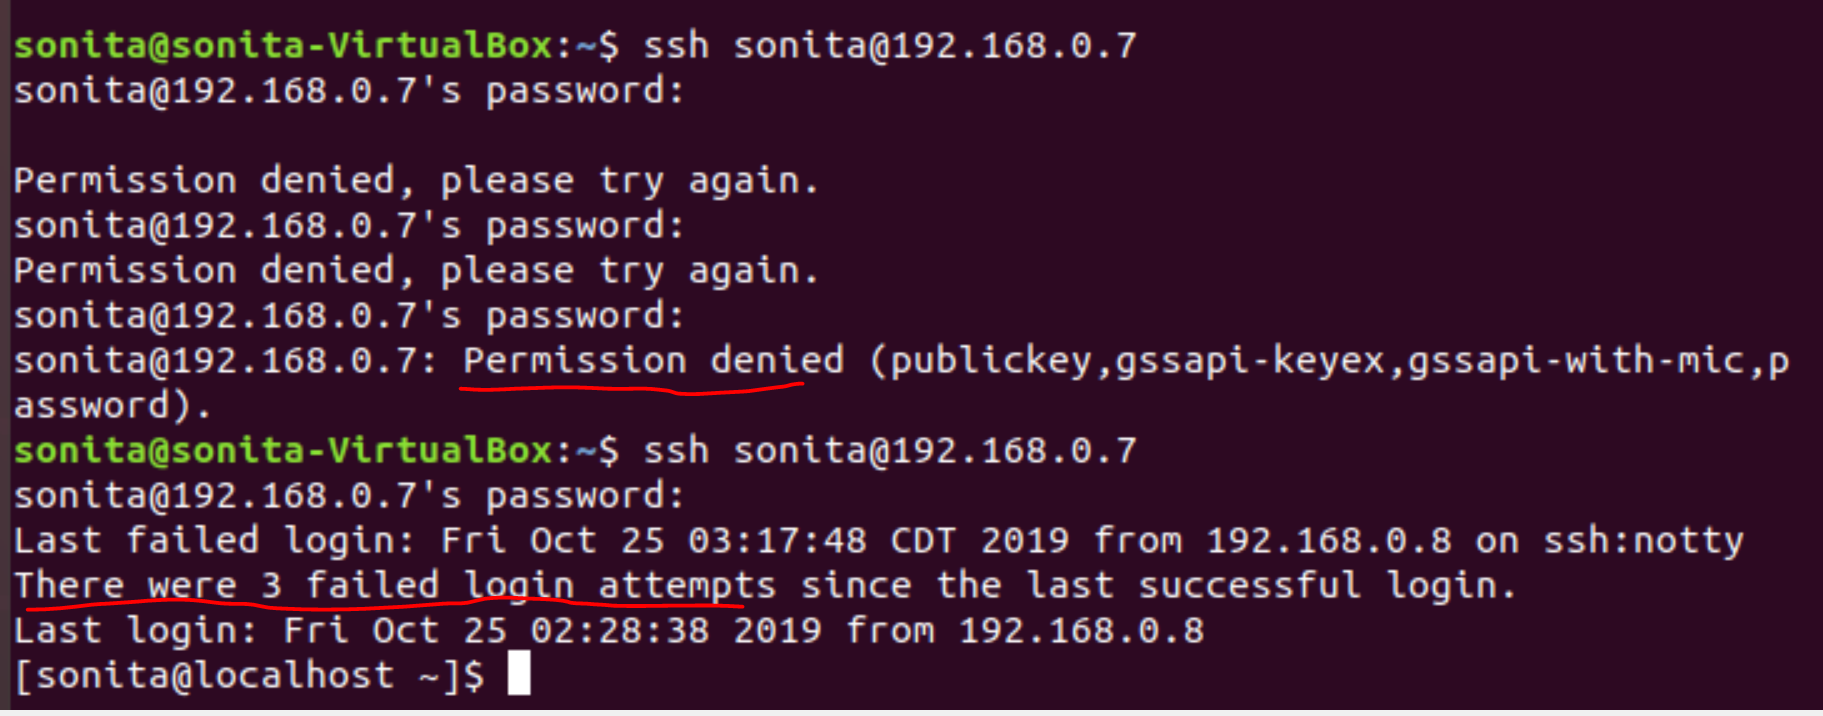 sonita@sonita-VirtualBox:~$ ssh sonita@192.168.0.7
sonita@192.168.0.7's password:
Permission denied, please try again.
sonita@192.168.0.7's password:
Permission denied, please try again.
sonita@192.168.0.7's password:
sonita@192.168.0.7: Permission denied (publickey,gssapi-keyex,gssapi-with-mic,p
assword).
sonita@sonita-VirtualBox:~$ ssh sonita@192.168.0.7
sonita@192.168.0.7's password:
Last failed login: Fri Oct 25 03:17:48 CDT 2019 from 192.168.0.8 on ssh:notty
There were 3 failed login attempts since the last successful login.
Last login: Fri Oct 25 02:28:38 2019 from 192.168.0.8
[sonita@localhost ~]$